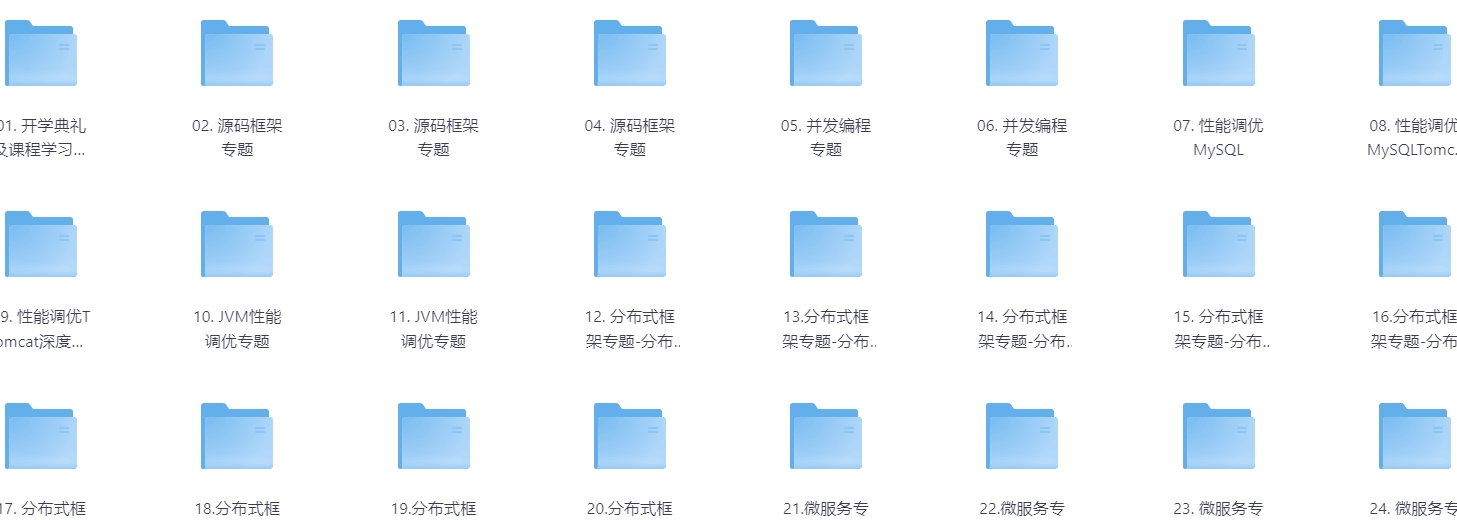 01. 开学典礼
及课程学习...
02. 源码框架
专题
03. 源码框架
专题
04. 源码框架
专题
05. 并发编程
专题
06. 并发编程
专题
07. 性能调优
MySQL
08. 性能调优
MySQLTomc.
9. 性能调优T
omcat深度...
10. JVM性能
调优专题
11. JVM性能
调优专题
12. 分布式框
架专题-分布..
13.分布式框
架专题-分布..
14. 分布式框
架专题-分布..
15. 分布式框
架专题-分布..
16.分布式框
架专题-分布
17. 分布式框
18.分布式框
19.分布式框
20.分布式框
21.微服务专
22.微服务专
23. 微服务专
24. 微服务专